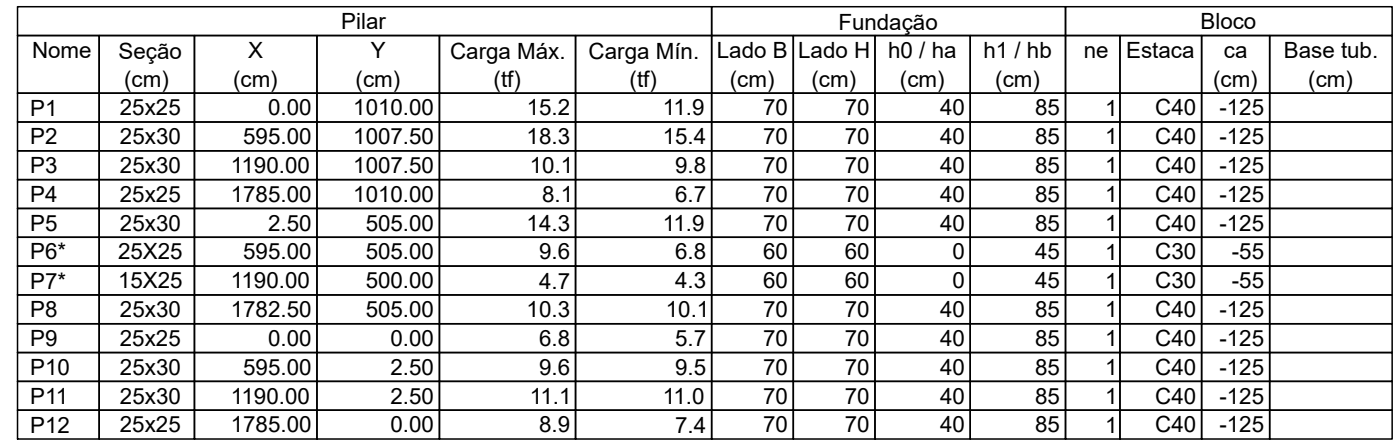 Pilar Fundação Bloco
Nome Seção X Y Carga Máx. Carga Mín. Lado B Lado H h0 / ha h1 / hb ne Estaca ca Base tub.
(cm) (cm) (cm) (tf) (tf) (cm) (cm) (cm) (cm) (cm) (cm)
P1 25x25 0.00 1010.00 15.2 11.9 70 70 40 85 1 C40 -125
P2 25x30 595.00 1007.50 18.3 15.4 70 70 40 85 1 C40 -125
P3 25x30 1190.00 1007.50 10.1 9.8 70 70 40 85 1 C40 -125
P4 25x25 1785.00 1010.00 8.1 6.7 70 70 40 85 1 C40 -125
P5 25x30 2.50 505.00 14.3 11.9 70 70 40 85 1 C40 -125
P6* 25X25 595.00 505.00 9.6 6.8 60 60 0 45 1 C30 -55
P7* 15X25 1190.00 500.00 4.7 4.3 60 60 0 45 1 C30 -55
P8 25x30 1782.50 505.00 10.3 10.1 70 70 40 85 1 C40 -125
P9 25x25 0.00 0.00 6.8 5.7 70 70 40 85 1 C40 -125
P10 25x30 595.00 2.50 9.6 9.5 70 70 40 85 1 C40 -125
P11 25x30 1190.00 2.50 11.1 11.0 70 70 40 85 1 C40 -125
P12 25x25 1785.00 0.00 8.9 7.4 70 70 40 85 1 C40 -125